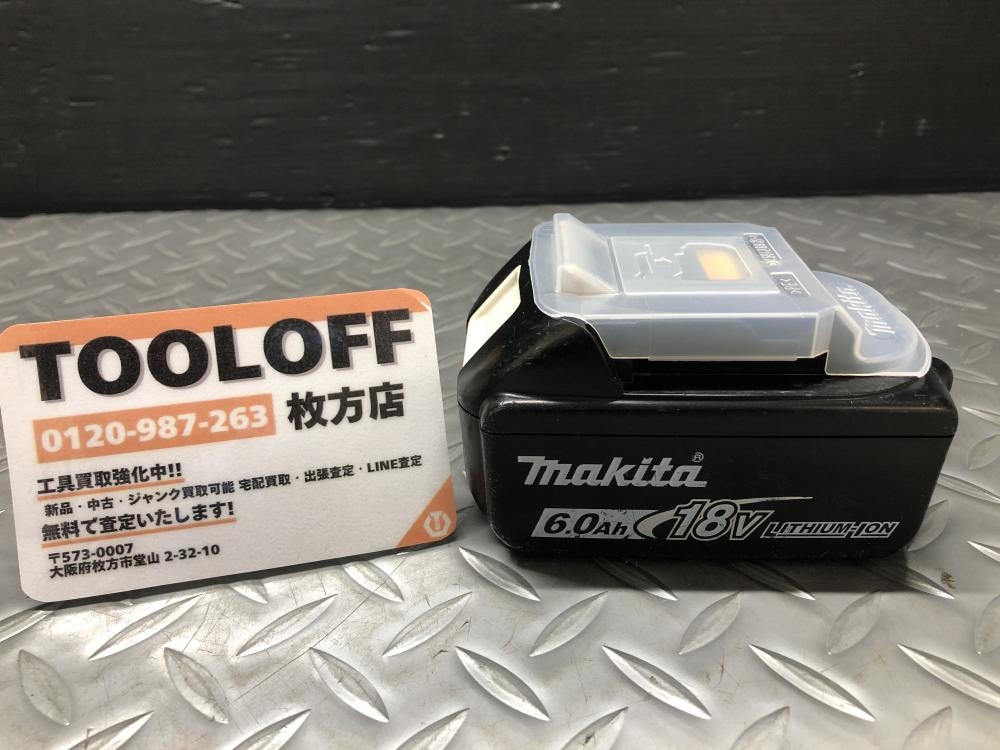 TOOLOFF
0120-987-263 枚方店
工具買取強化中!!
新品・中古・ジャンク買取可能 宅配買取・出張査定・LINE査定
無料で査定いたします!
〒573-0007
大阪府枚方市堂山 2-32-10
makita®
6.0Ah 18V LITHIUM-ION
makita